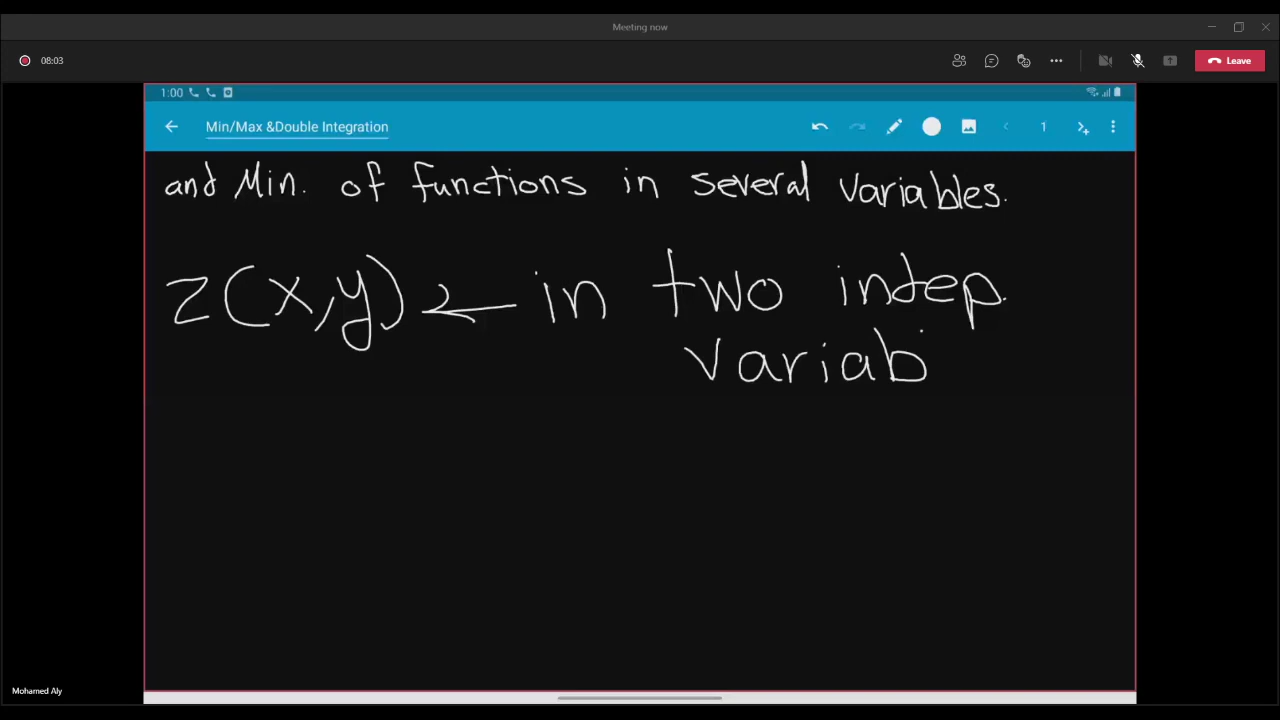 Meeting now
08:03
Leave
1:00
Min/Max &Double Integration
1
and Min. of functions in several variables.
z(x,y) ← in two indep.
variab
Mohamed Aly